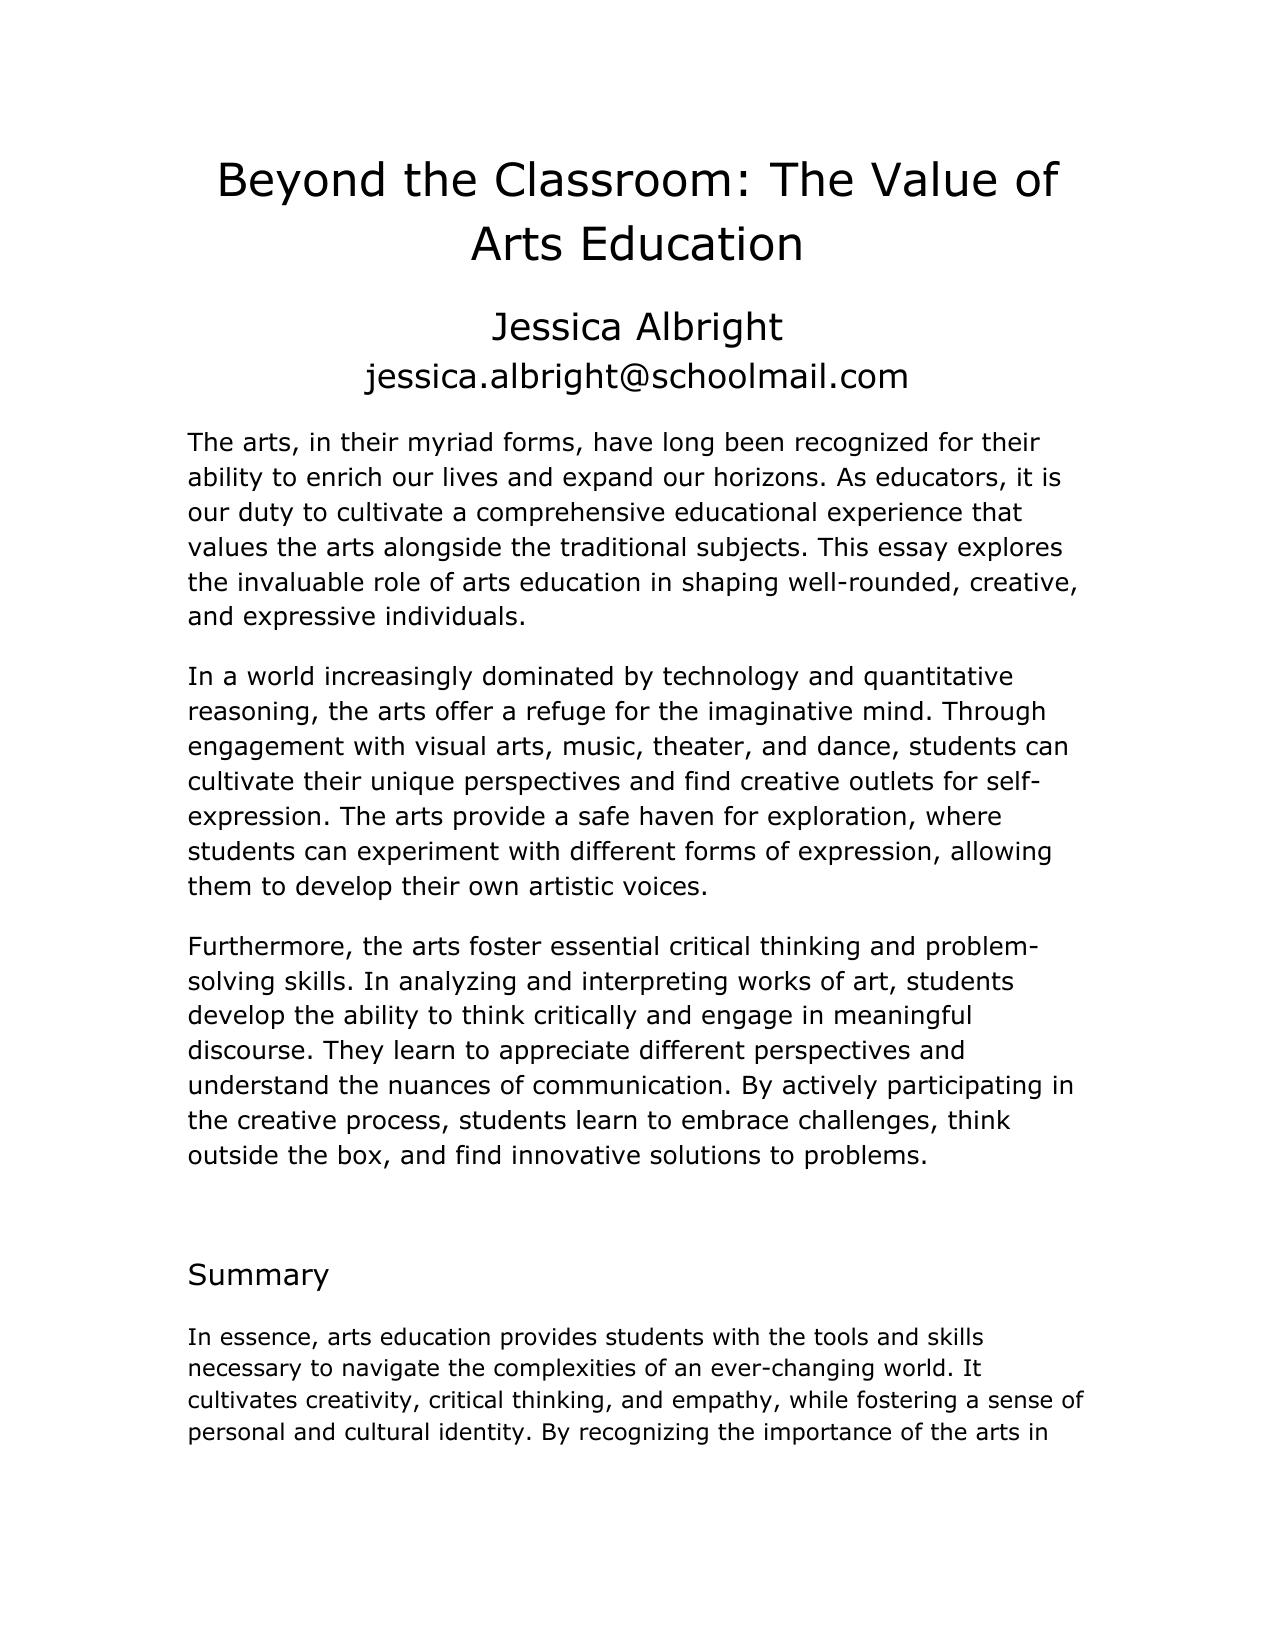 Beyond the Classroom: The Value of
Arts Education
Jessica Albright
jessica.albright@schoolmail.com
The arts, in their myriad forms, have long been recognized for their
ability to enrich our lives and expand our horizons. As educators, it is
our duty to cultivate a comprehensive educational experience that
values the arts alongside the traditional subjects. This essay explores
the invaluable role of arts education in shaping well-rounded, creative,
and expressive individuals.
In a world increasingly dominated by technology and quantitative
reasoning, the arts offer a refuge for the imaginative mind. Through
engagement with visual arts, music, theater, and dance, students can
cultivate their unique perspectives and find creative outlets for self-
expression. The arts provide a safe haven for exploration, where
students can experiment with different forms of expression, allowing
them to develop their own artistic voices.
Furthermore, the arts foster essential critical thinking and problem-
solving skills. In analyzing and interpreting works of art, students
develop the ability to think critically and engage in meaningful
discourse. They learn to appreciate different perspectives and
understand the nuances of communication. By actively participating in
the creative process, students learn to embrace challenges, think
outside the box, and find innovative solutions to problems.
Summary
In essence, arts education provides students with the tools and skills
necessary to navigate the complexities of an ever-changing world. It
cultivates creativity, critical thinking, and empathy, while fostering a sense of
personal and cultural identity. By recognizing the importance of the arts in